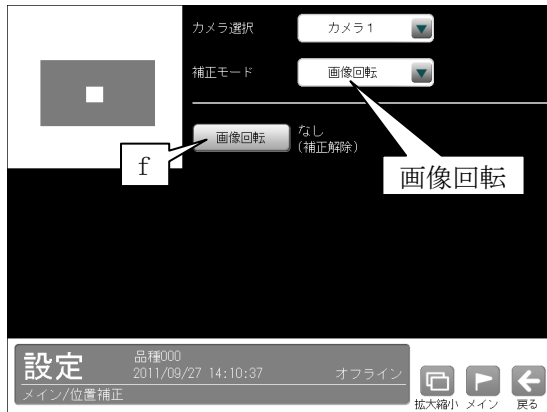 カメラ選択
カメラ1
補正モード
画像回転
画像回転
なし
(補正解除)
f
画像回転
設定
品種000
2011/09/27 14:10:37
オフライン
メイン/位置補正
拡大縮小
メイン
戻る